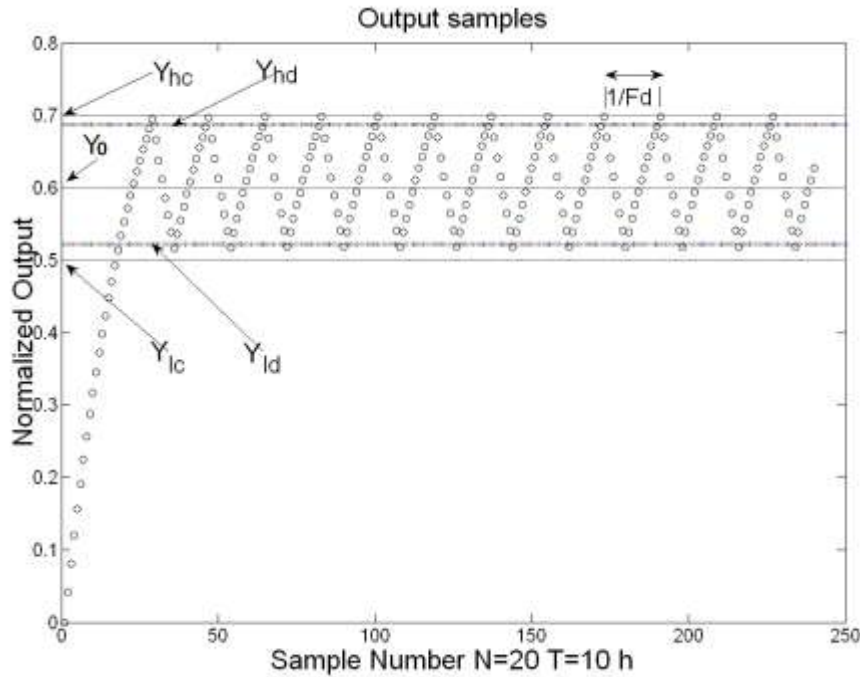 Output samples
0.8
0.7
0.6
0.5
0.4
0.3
0.2
0.1
0
Normalized Output
Yhc
Yhd
|1/Fd|
Y0
Ylc
Yld
0 50 100 150 200 250
Sample Number N=20 T=10 h